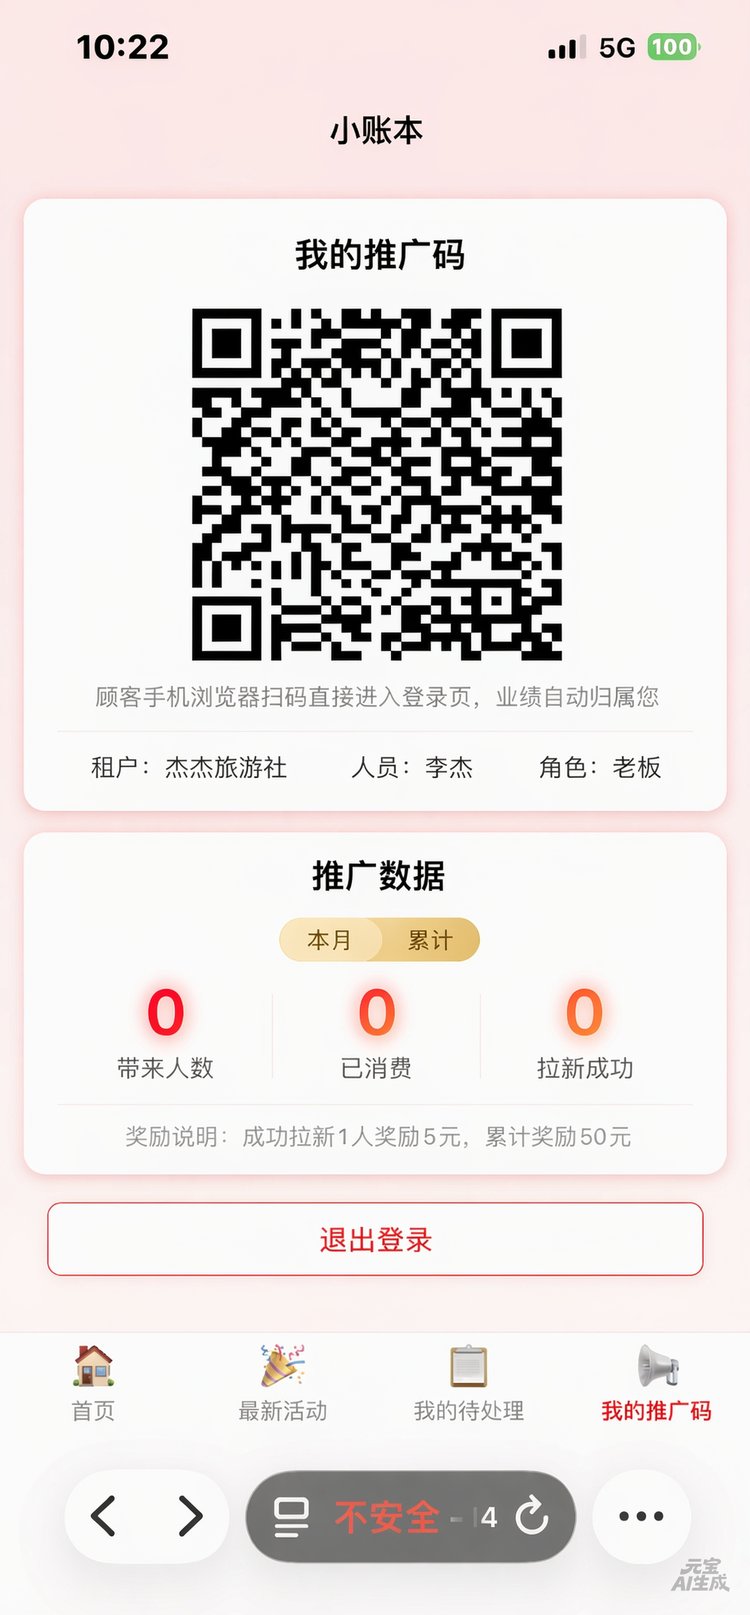 10:22
5G 100
小账本
我的推广码
顾客手机浏览器扫码直接进入登录页，业绩自动归属您
租户：杰杰旅游社 人员：李杰 角色：老板
推广数据
本月 累计
0 0 0
带来人数 已消费 拉新成功
奖励说明：成功拉新1人奖励5元，累计奖励50元
退出登录
首页 最新活动 我的待处理 我的推广码
不安全 - 4
元宝
AI生成